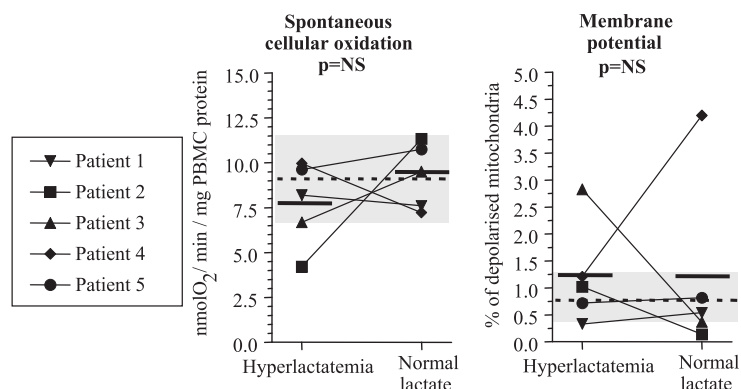 Spontaneous
cellular oxidation
p=NS
15.0
12.5
10.0
7.5
5.0
2.5
0.0
nmolO2/ min / mg PBMC protein
Hyperlactatemia
Normal
lactate
Patient 1
Patient 2
Patient 3
Patient 4
Patient 5
Membrane
potential
p=NS
5.0
4.5
4.0
3.5
3.0
2.5
2.0
1.5
1.0
0.5
0.0
% of depolarised mitochondria
Hyperlactatemia
Normal
lactate